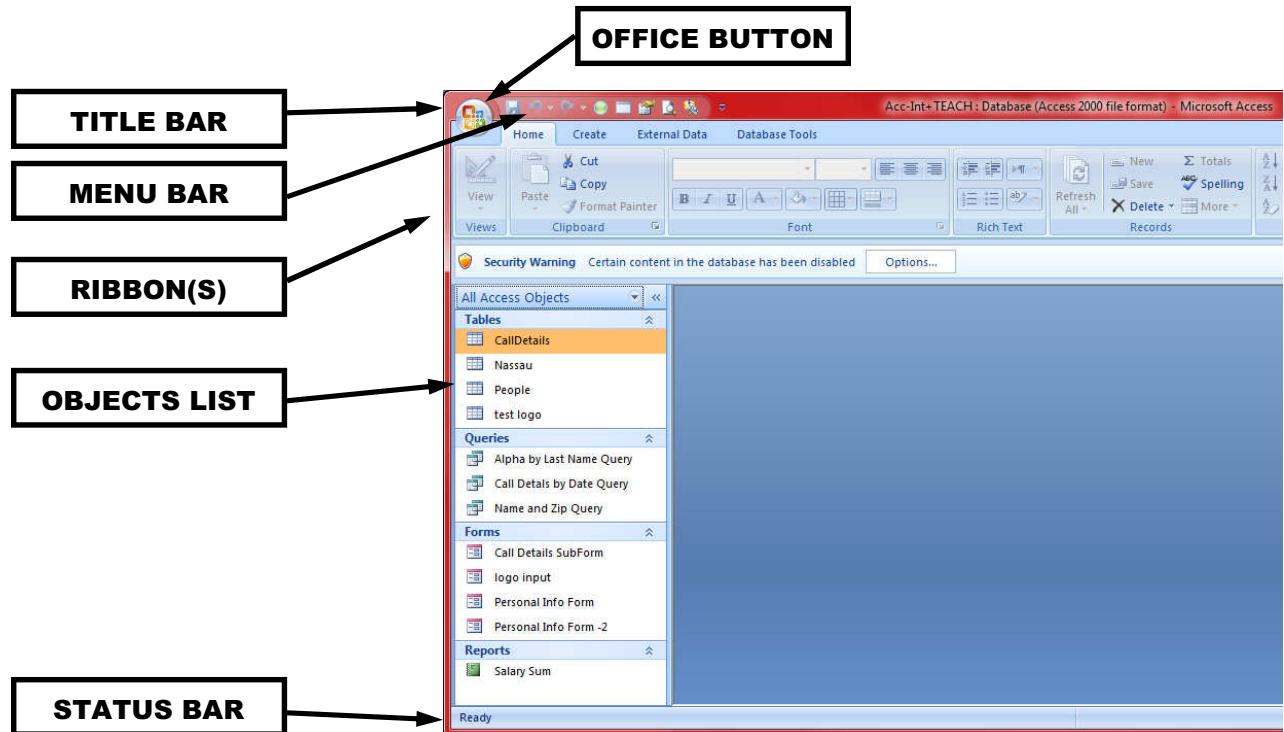 OFFICE BUTTON
TITLE BAR
MENU BAR
RIBBON(S)
OBJECTS LIST
STATUS BAR
Acc-Int+TEACH : Database (Access 2000 file format) - Microsoft Access
Home Create External Data Database Tools
View
Paste
Cut
Copy
Format Painter
B I U A
ab
Refresh All
New
Save
Delete
Σ Totals
ABC Spelling
More
A Z
Z A
A Z
Views Clipboard Font Rich Text Records
Security Warning Certain content in the database has been disabled Options...
All Access Objects
Tables
CallDetails
Nassau
People
test logo
Queries
Alpha by Last Name Query
Call Detals by Date Query
Name and Zip Query
Forms
Call Details SubForm
logo input
Personal Info Form
Personal Info Form -2
Reports
Salary Sum
Ready